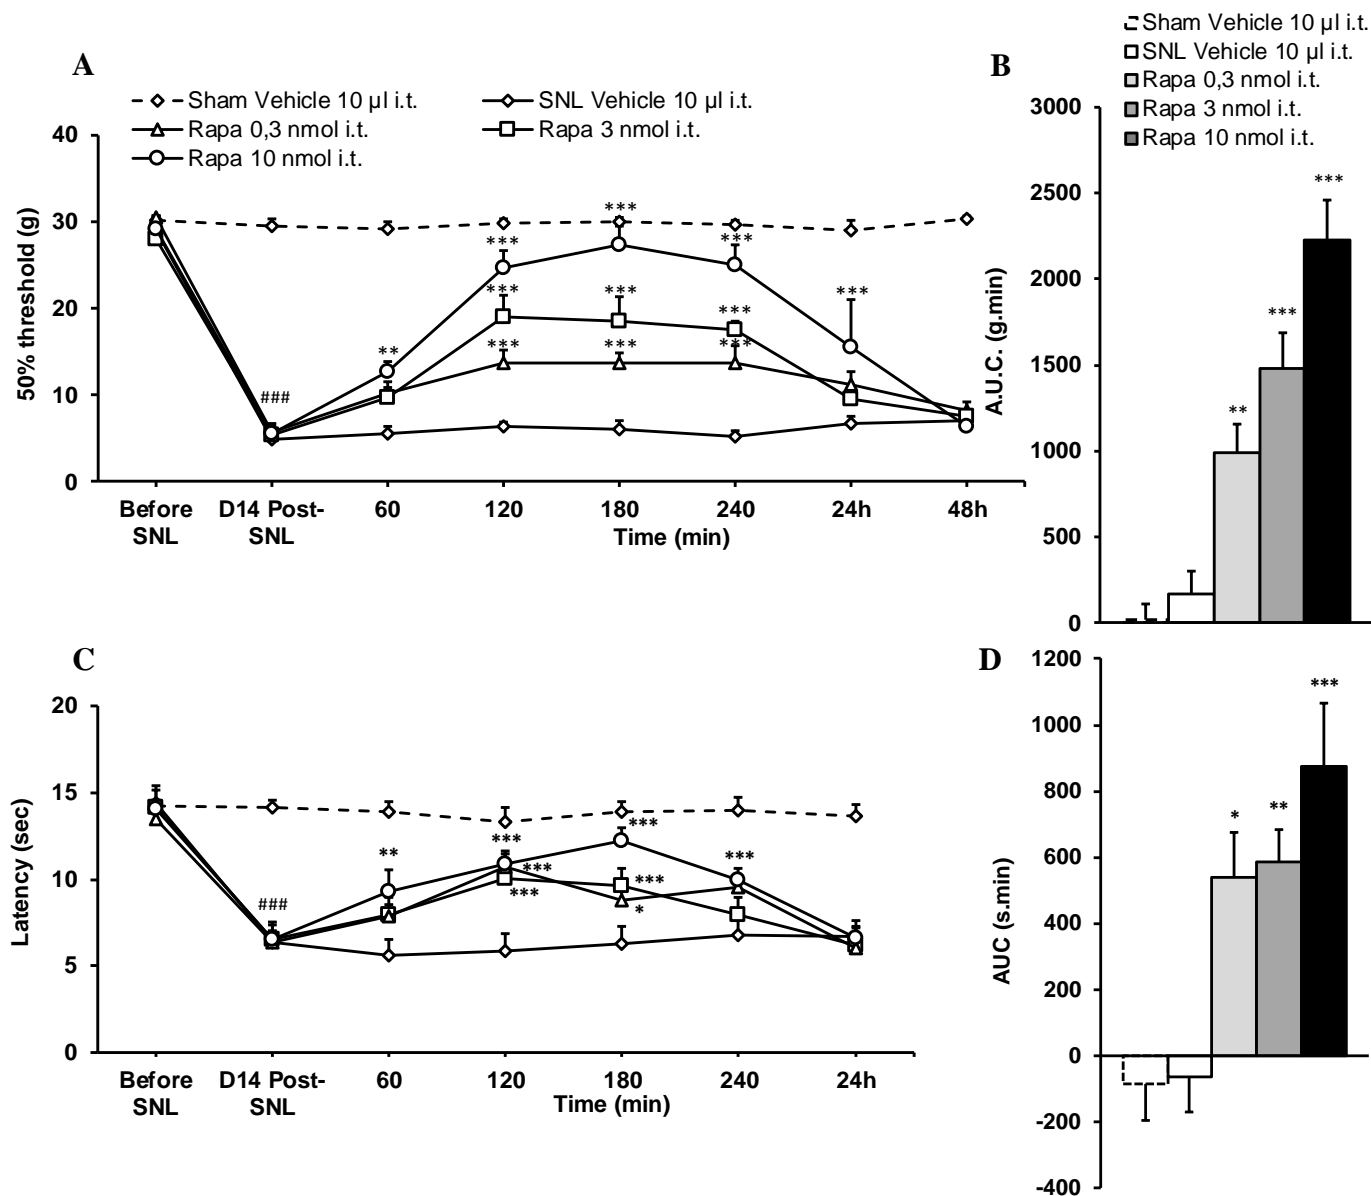 A
Sham Vehicle 10 µl i.t.
SNL Vehicle 10 µl i.t.
Rapa 0,3 nmol i.t.
Rapa 3 nmol i.t.
Rapa 10 nmol i.t.
50% threshold (g)
40
30
20
10
0
###
**
***
***
***
***
***
***
***
***
***
***
Before SNL
D14 Post-SNL
60
120
180
240
24h
48h
Time (min)
B
Sham Vehicle 10 µl i.t.
SNL Vehicle 10 µl i.t.
Rapa 0,3 nmol i.t.
Rapa 3 nmol i.t.
Rapa 10 nmol i.t.
A.U.C. (g.min)
3000
2500
2000
1500
1000
500
0
**
***
***
C
Latency (sec)
20
15
10
5
0
###
**
***
***
***
***
***
*
***
Before SNL
D14 Post-SNL
60
120
180
240
24h
Time (min)
D
AUC (s.min)
1200
1000
800
600
400
200
0
-200
-400
*
**
***